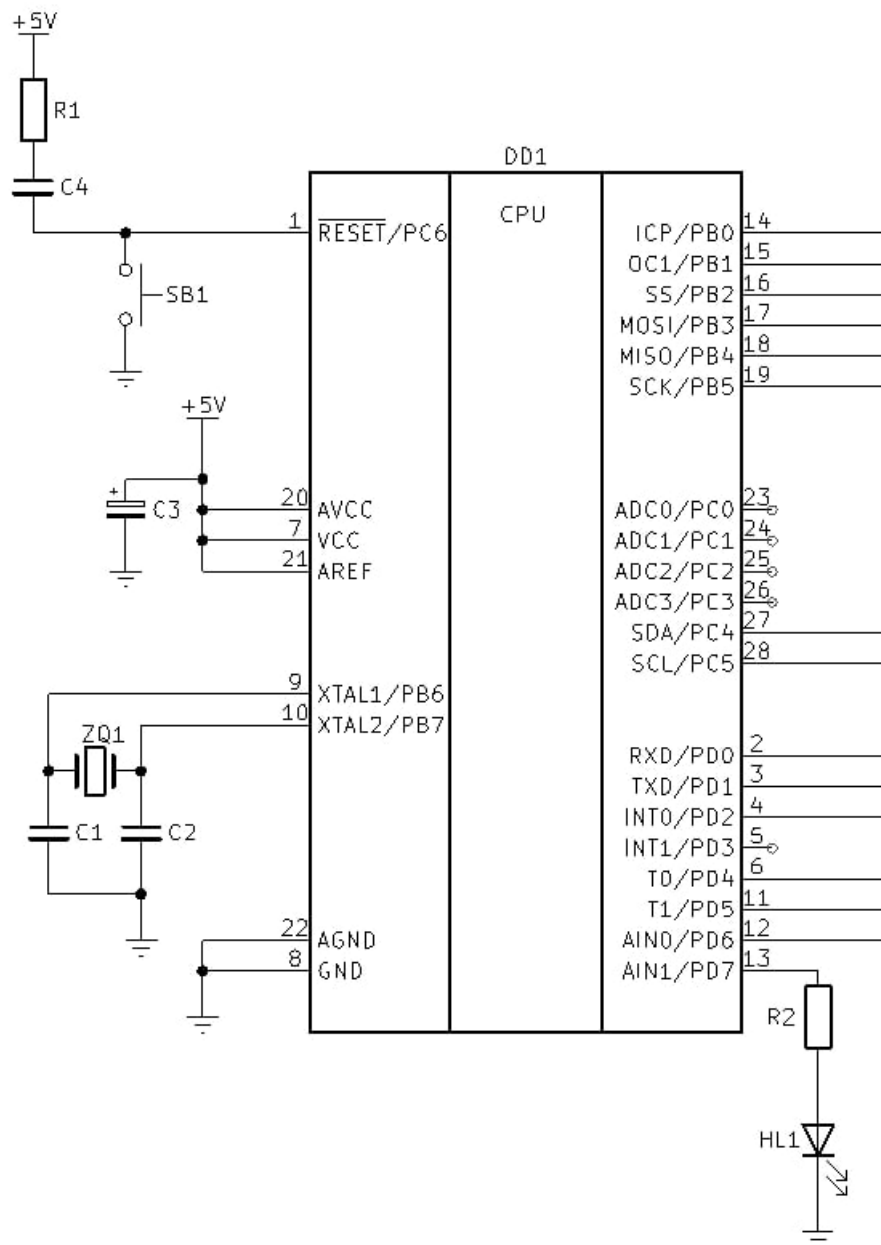 +5V
R1
C4
DD1
CPU
1
RESET/PC6
SB1
+5V
C3
20
AVCC
7
VCC
21
AREF
9
XTAL1/PB6
10
XTAL2/PB7
ZQ1
C1
C2
22
AGND
8
GND
ICP/PB0
14
OC1/PB1
15
SS/PB2
16
MOSI/PB3
17
MISO/PB4
18
SCK/PB5
19
ADC0/PC0
23
ADC1/PC1
24
ADC2/PC2
25
ADC3/PC3
26
SDA/PC4
27
SCL/PC5
28
RXD/PD0
2
TXD/PD1
3
INT0/PD2
4
INT1/PD3
5
T0/PD4
6
T1/PD5
11
AIN0/PD6
12
AIN1/PD7
13
R2
HL1